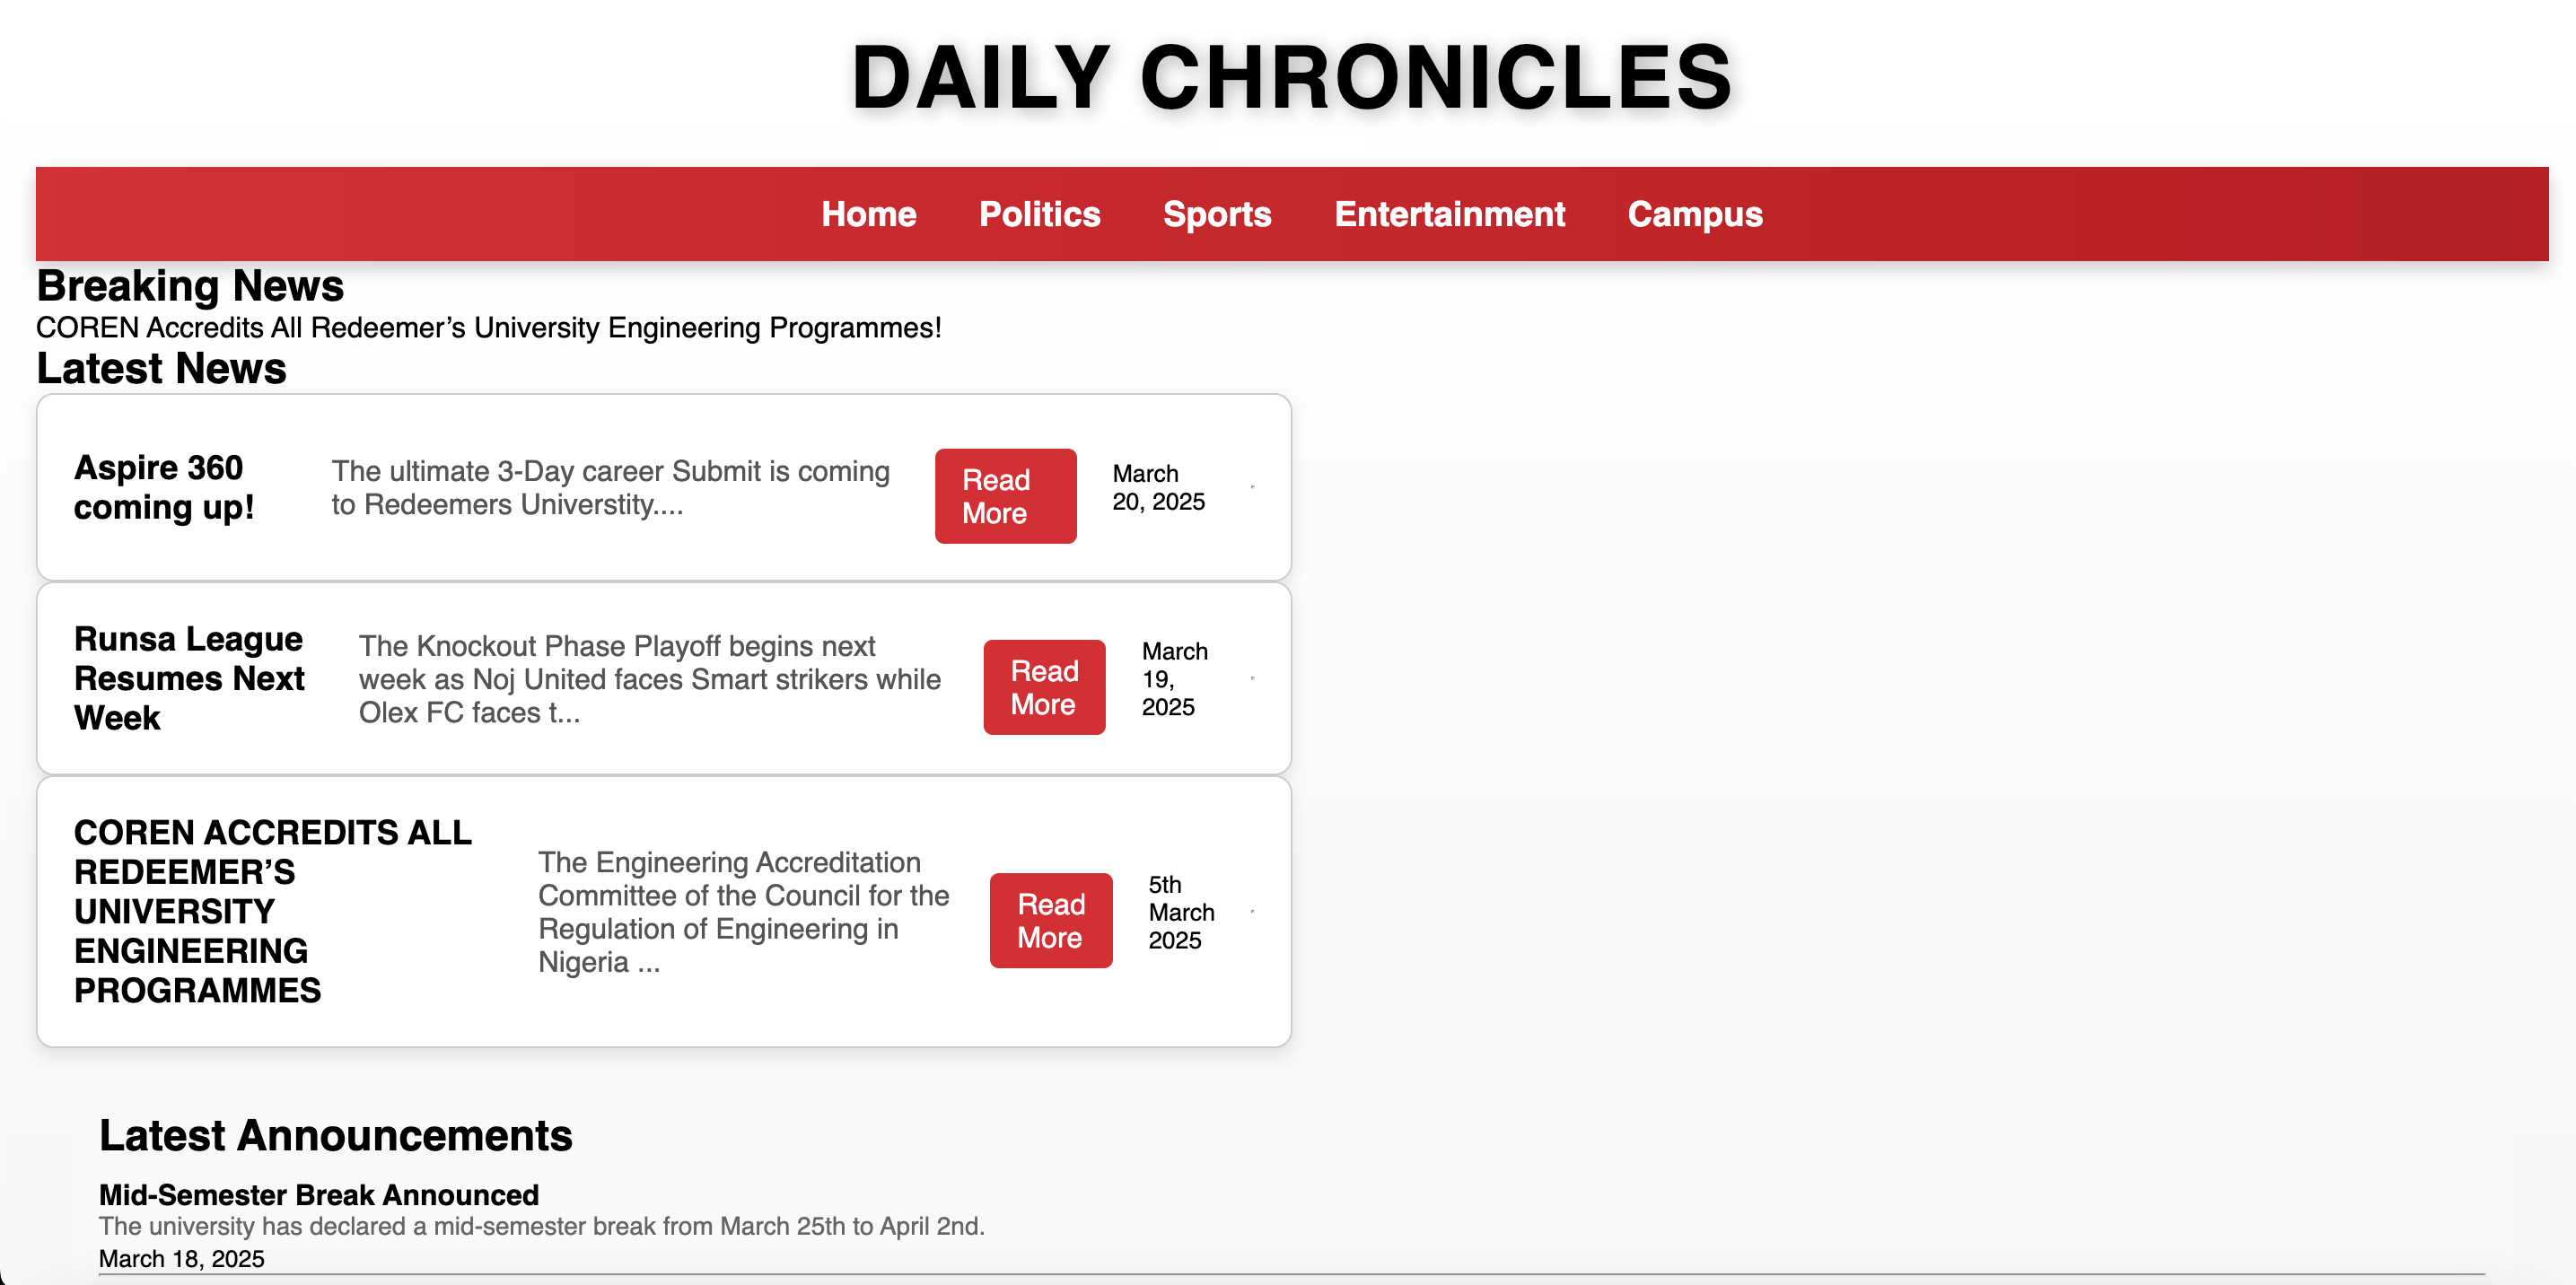 DAILY CHRONICLES
Home Politics Sports Entertainment Campus
Breaking News
COREN Accredits All Redeemer’s University Engineering Programmes!
Latest News
Aspire 360
coming up!
The ultimate 3-Day career Submit is coming
to Redeemers Universtity....
Read
More
March
20, 2025
Runsa League
Resumes Next
Week
The Knockout Phase Playoff begins next
week as Noj United faces Smart strikers while
Olex FC faces t...
Read
More
March
19,
2025
COREN ACCREDITS ALL
REDEEMER’S
UNIVERSITY
ENGINEERING
PROGRAMMES
The Engineering Accreditation
Committee of the Council for the
Regulation of Engineering in
Nigeria ...
Read
More
5th
March
2025
Latest Announcements
Mid-Semester Break Announced
The university has declared a mid-semester break from March 25th to April 2nd.
March 18, 2025